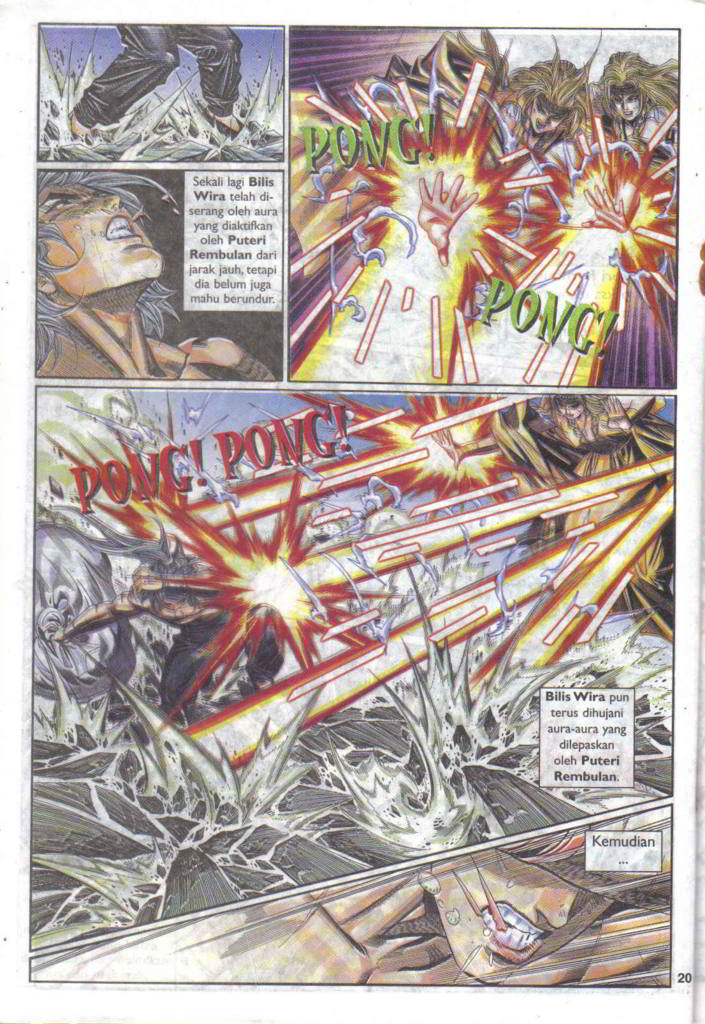 PONG!
PONG!
Sekali lagi Bilis
Wira telah di-
serang oleh aura
yang diaktifkan
oleh Puteri
Rembulan dari
jarak jauh, tetapi
dia belum juga
mahu berundur.
PONG! PONG!
Bilis Wira pun
terus dihujani
aura-aura yang
dilepaskan
oleh Puteri
Rembulan.
Kemudian
...
20